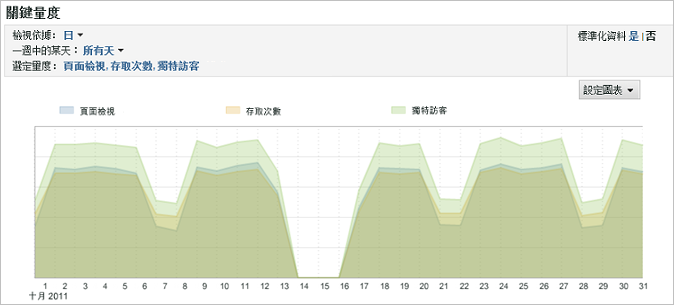 關鍵量度
檢視依據： 日
標準化資料 是 | 否
一週中的某天： 所有天
選定量度： 頁面檢視, 存取次數, 獨特訪客
設定圖表
頁面檢視 存取次數 獨特訪客
1 2 3 4 5 6 7 8 9 10 11 12 13 14 15 16 17 18 19 20 21 22 23 24 25 26 27 28 29 30 31
十月 2011